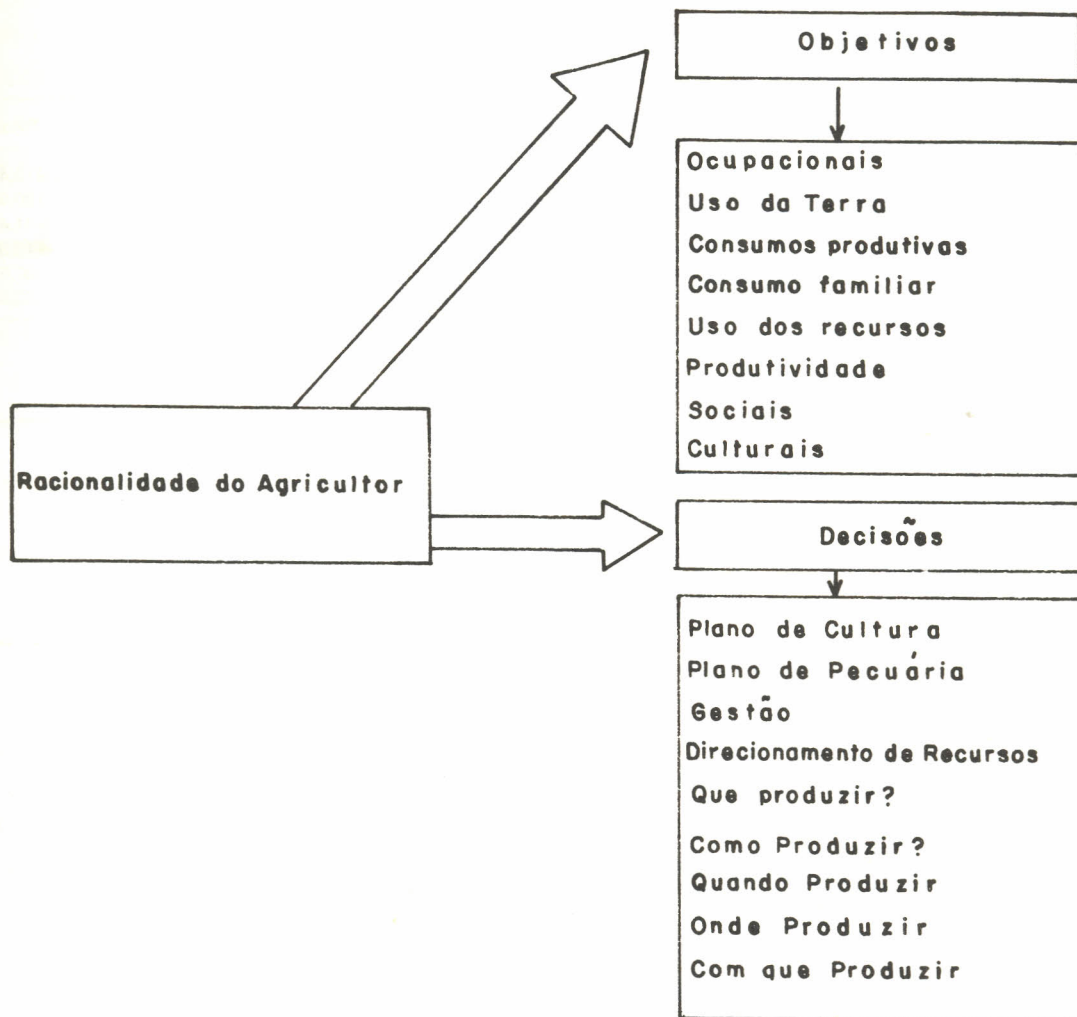 Objetivos
Ocupacionais
Uso da Terra
Consumos produtivas
Consumo familiar
Uso dos recursos
Produtividade
Sociais
Culturais
Racionalidade do Agricultor
Decisões
Plano de Cultura
Plano de Pecuária
Gestão
Direcionamento de Recursos
Que produzir?
Como Produzir?
Quando Produzir
Onde Produzir
Com que Produzir